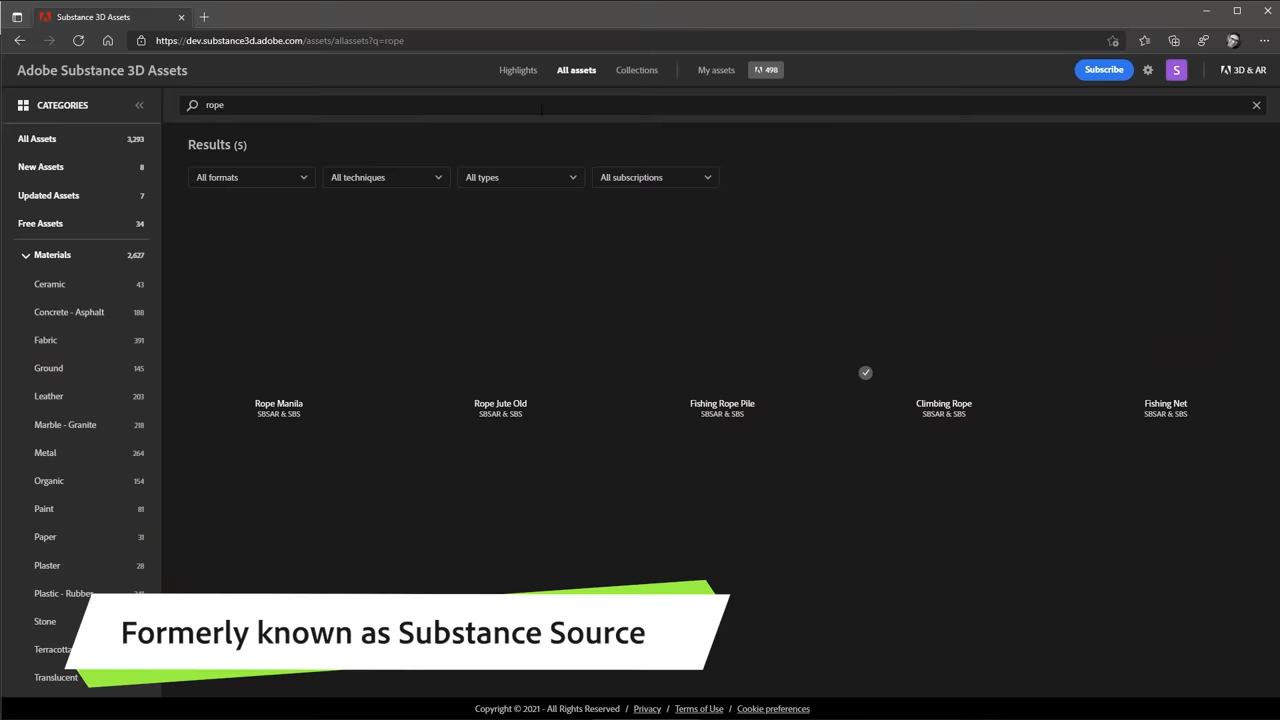 Substance 3D Assets
https://dev.substance3d.adobe.com/assets/allassets?q=rope
Adobe Substance 3D Assets
Highlights
All assets
Collections
My assets
498
Subscribe
S
3D & AR
CATEGORIES
rope
All Assets 3,293
New Assets 8
Updated Assets 7
Free Assets 34
Materials 2,627
Ceramic 43
Concrete - Asphalt 188
Fabric 391
Ground 145
Leather 203
Marble - Granite 218
Metal 264
Organic 154
Paint 81
Paper 31
Plaster 28
Plastic - Rubber
Stone
Terracotta
Translucent
Results (5)
All formats
All techniques
All types
All subscriptions
Rope Manila
SBSAR & SBS
Rope Jute Old
SBSAR & SBS
Fishing Rope Pile
SBSAR & SBS
Climbing Rope
SBSAR & SBS
Fishing Net
SBSAR & SBS
Formerly known as Substance Source
Copyright © 2021 - All Rights Reserved / Privacy / Terms of Use / Cookie preferences